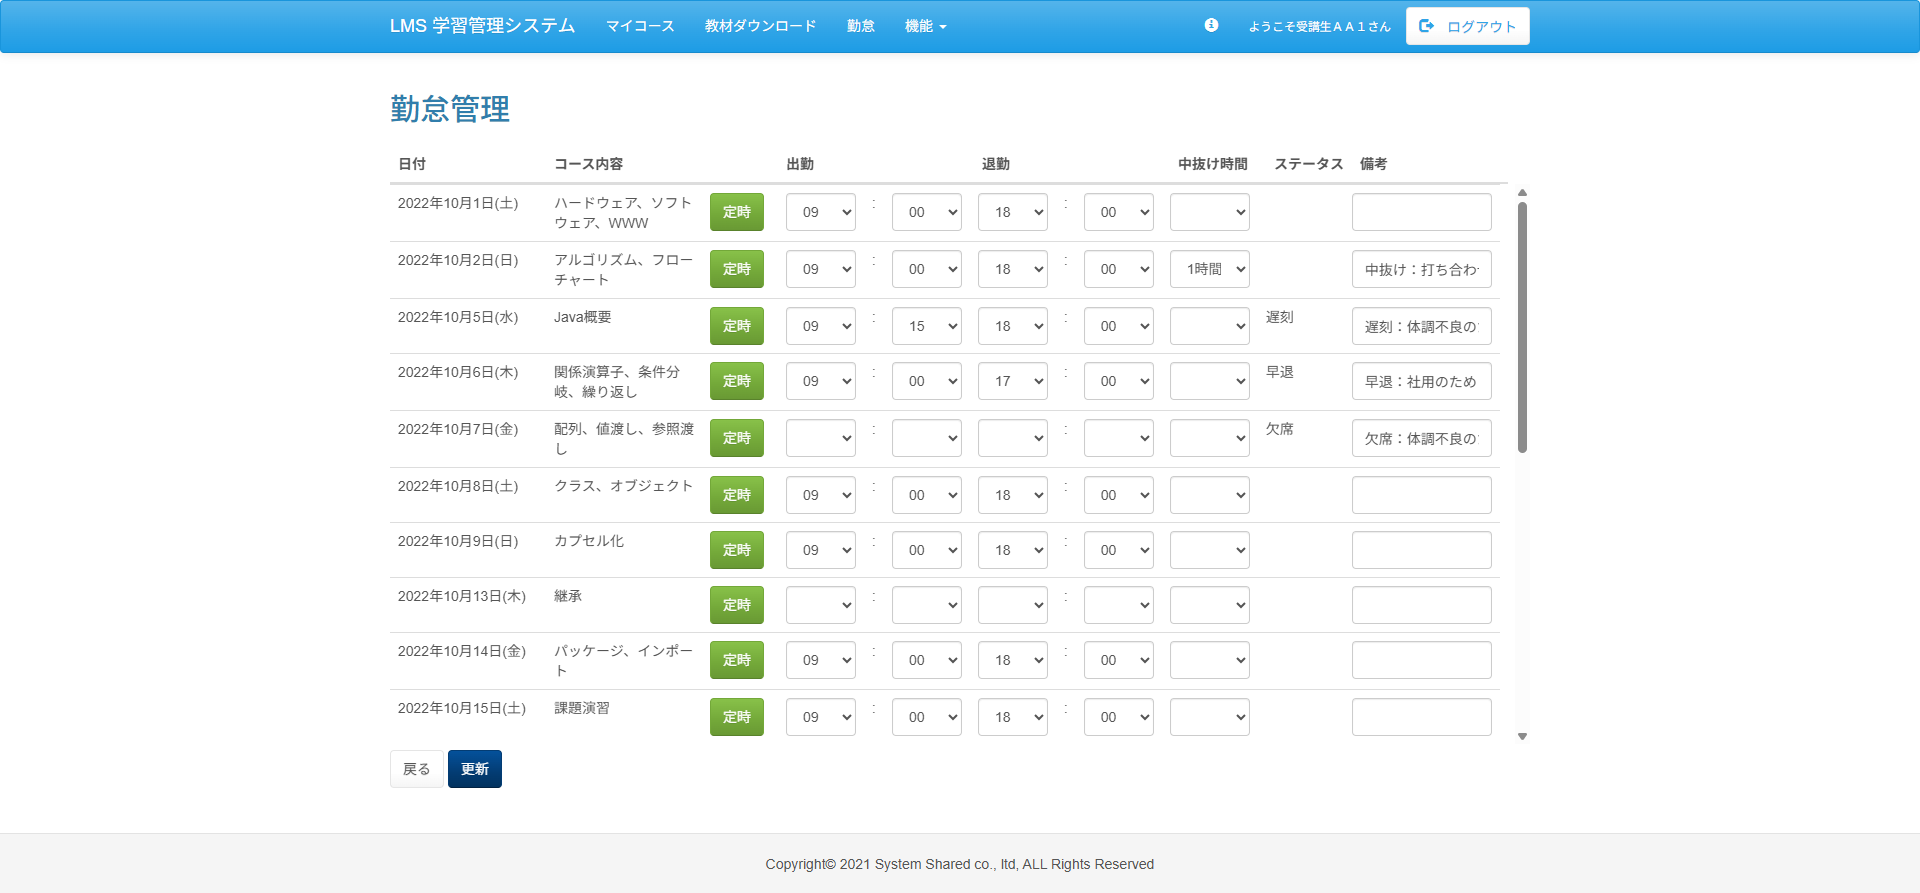 LMS 学習管理システム マイコース 教材ダウンロード 勤怠 機能 ようこそ受講生ＡＡ１さん ログアウト
勤怠管理
日付 コース内容 出勤 退勤 中抜け時間 ステータス 備考
2022年10月1日(土) ハードウェア、ソフト 定時 09 : 00 18 : 00
ウェア、WWW
2022年10月2日(日) アルゴリズム、フロー 定時 09 : 00 18 : 00 1時間 中抜け：打ち合わ
チャート
2022年10月5日(水) Java概要 定時 09 : 15 18 : 00 遅刻 遅刻：体調不良の
2022年10月6日(木) 関係演算子、条件分 定時 09 : 00 17 : 00 早退 早退：社用のため
岐、繰り返し
2022年10月7日(金) 配列、値渡し、参照渡 定時 : : 欠席 欠席：体調不良の
し
2022年10月8日(土) クラス、オブジェクト 定時 09 : 00 18 : 00
2022年10月9日(日) カプセル化 定時 09 : 00 18 : 00
2022年10月13日(木) 継承 定時 : :
2022年10月14日(金) パッケージ、インポー 定時 09 : 00 18 : 00
ト
2022年10月15日(土) 課題演習 定時 09 : 00 18 : 00
戻る 更新
Copyright© 2021 System Shared co., ltd, ALL Rights Reserved